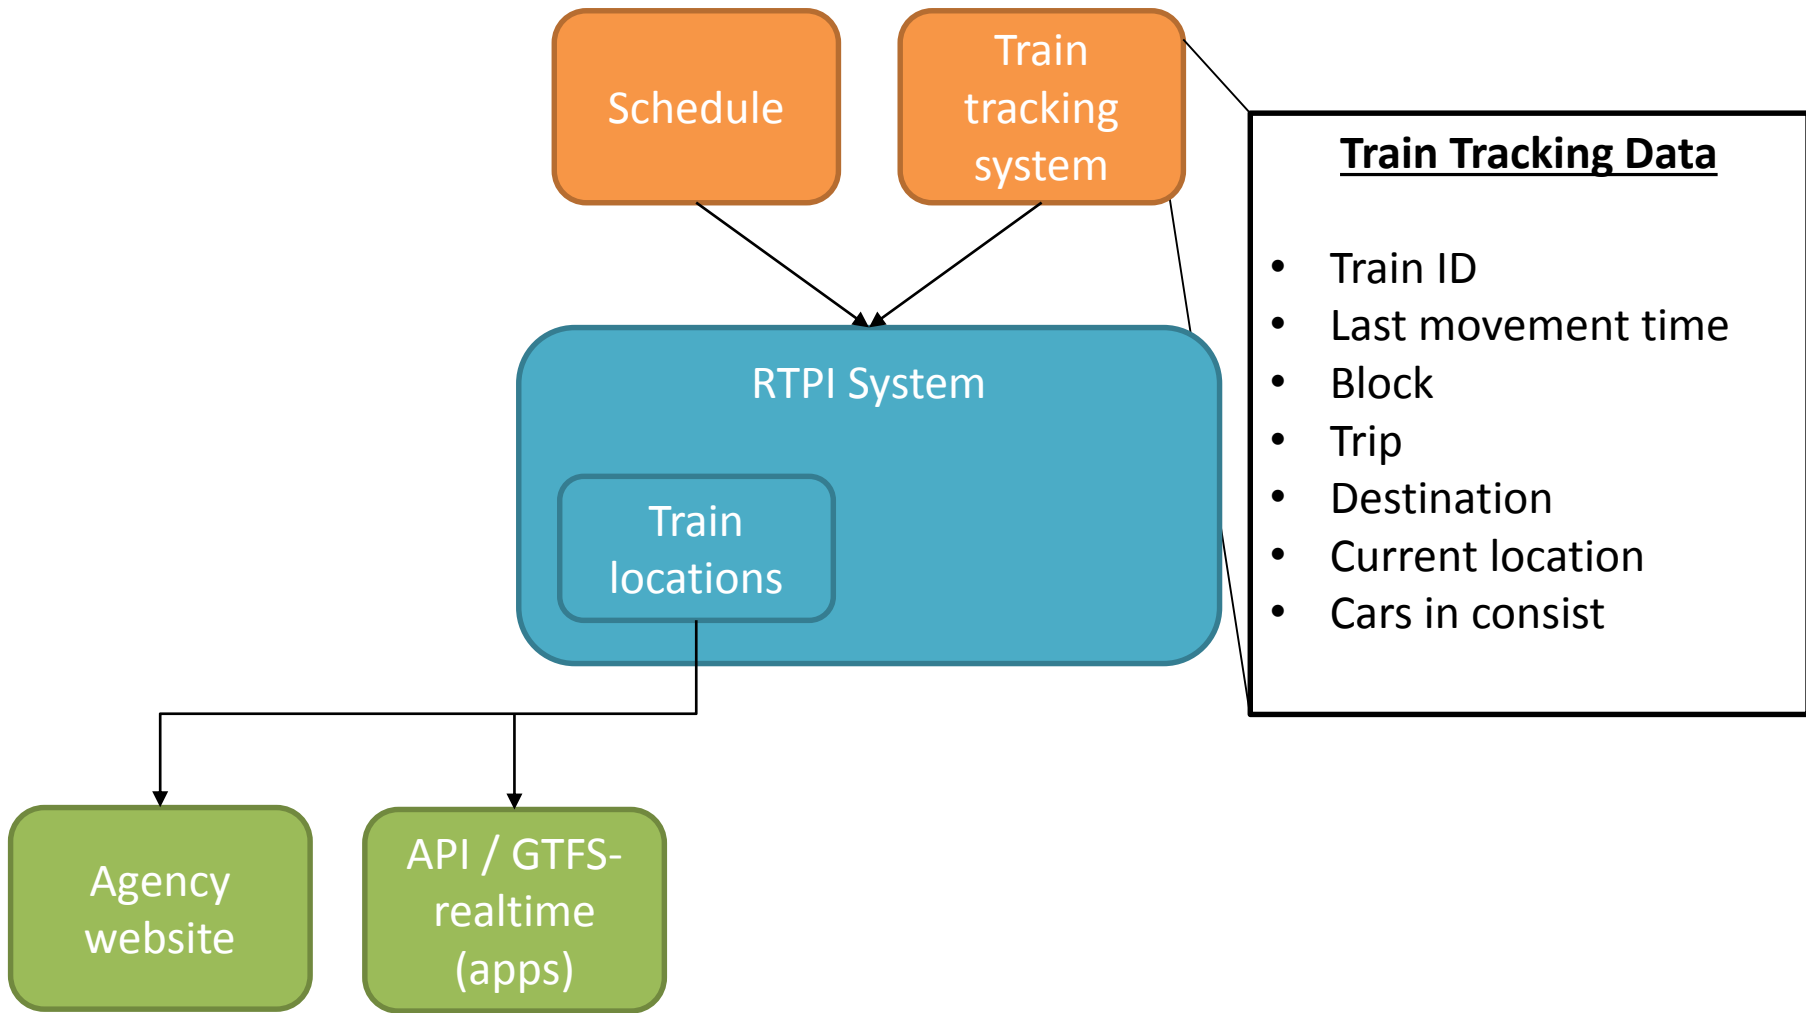 Schedule
Train
tracking
system
Train Tracking Data
• Train ID
• Last movement time
• Block
• Trip
• Destination
• Current location
• Cars in consist
RTPI System
Train
locations
Agency
website
API / GTFS-
realtime
(apps)